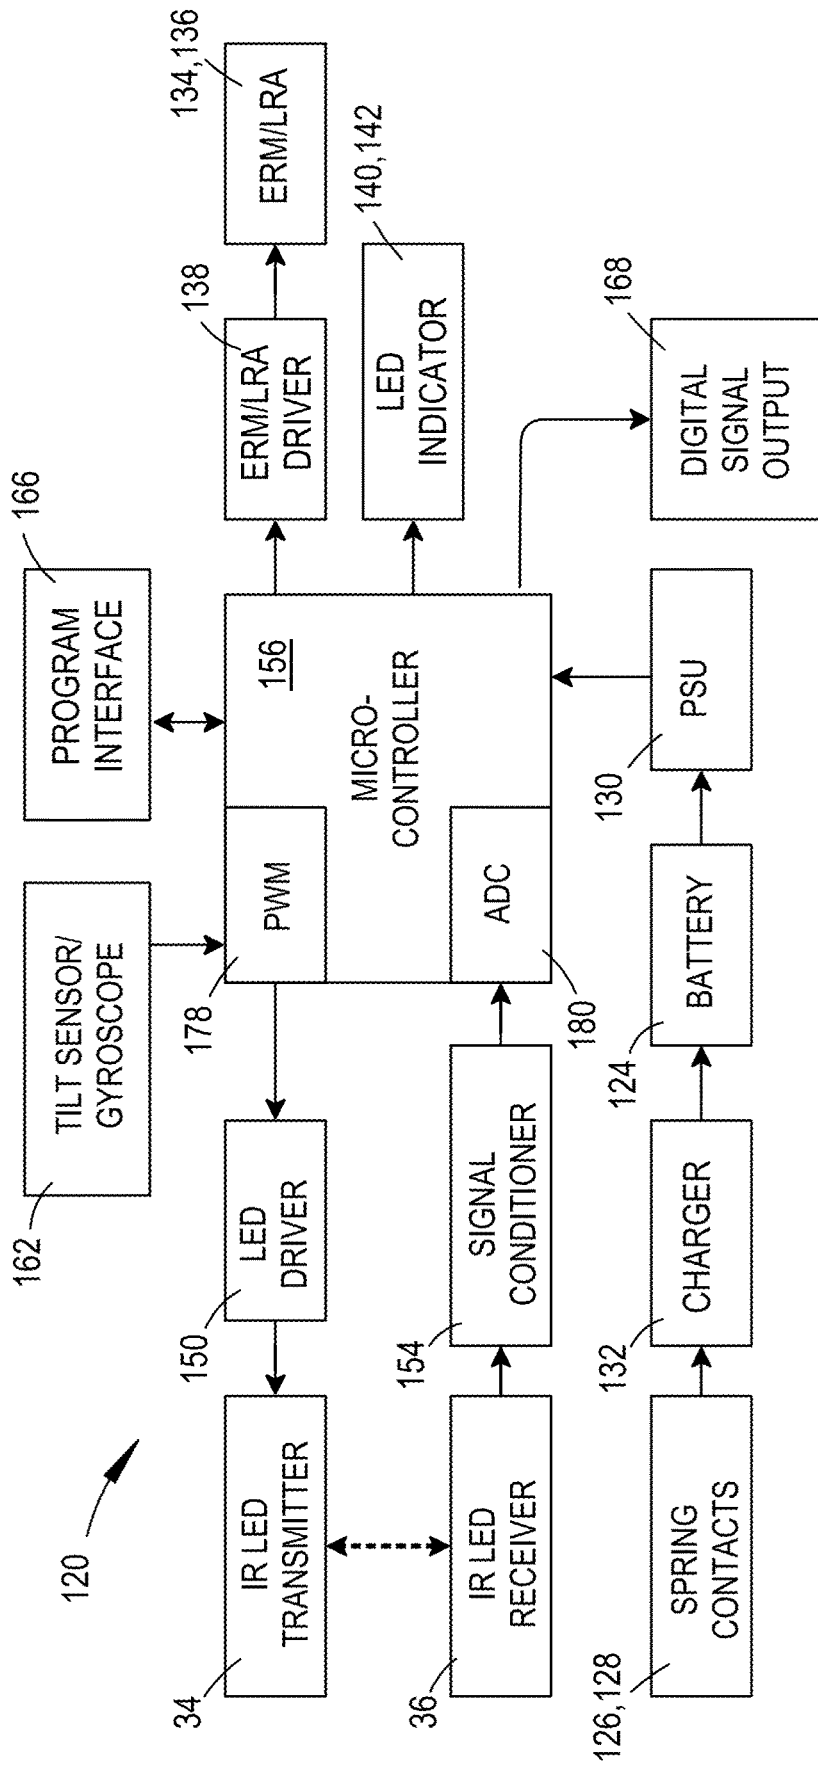 120
162
TILT SENSOR/
GYROSCOPE
166
PROGRAM
INTERFACE
34
IR LED
TRANSMITTER
150
LED
DRIVER
178
PWM
156
MICRO-
CONTROLLER
138
ERM/LRA
DRIVER
134,136
ERM/LRA
140,142
LED
INDICATOR
36
IR LED
RECEIVER
154
SIGNAL
CONDITIONER
180
ADC
126,128
SPRING
CONTACTS
132
CHARGER
124
BATTERY
130
PSU
168
DIGITAL
SIGNAL
OUTPUT